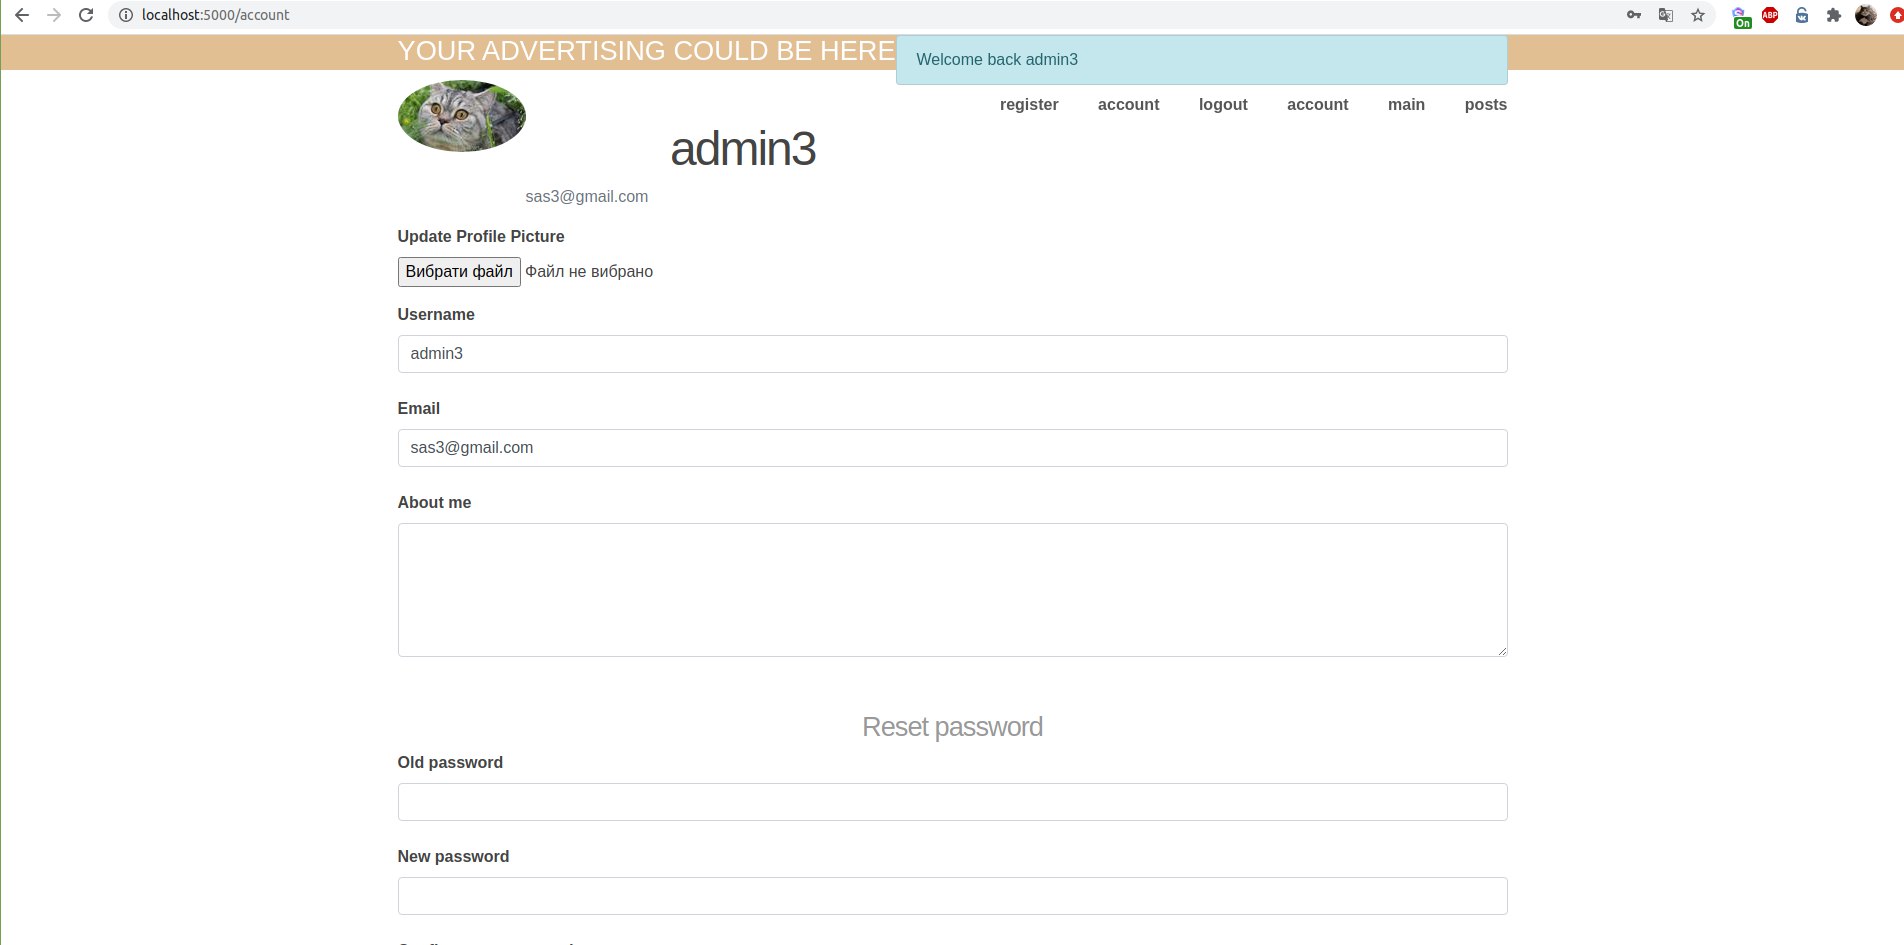 localhost:5000/account
On
ABP
YOUR ADVERTISING COULD BE HERE
Welcome back admin3
register account logout account main posts
admin3
sas3@gmail.com
Update Profile Picture
Вибрати файл Файл не вибрано
Username
admin3
Email
sas3@gmail.com
About me
Reset password
Old password
New password